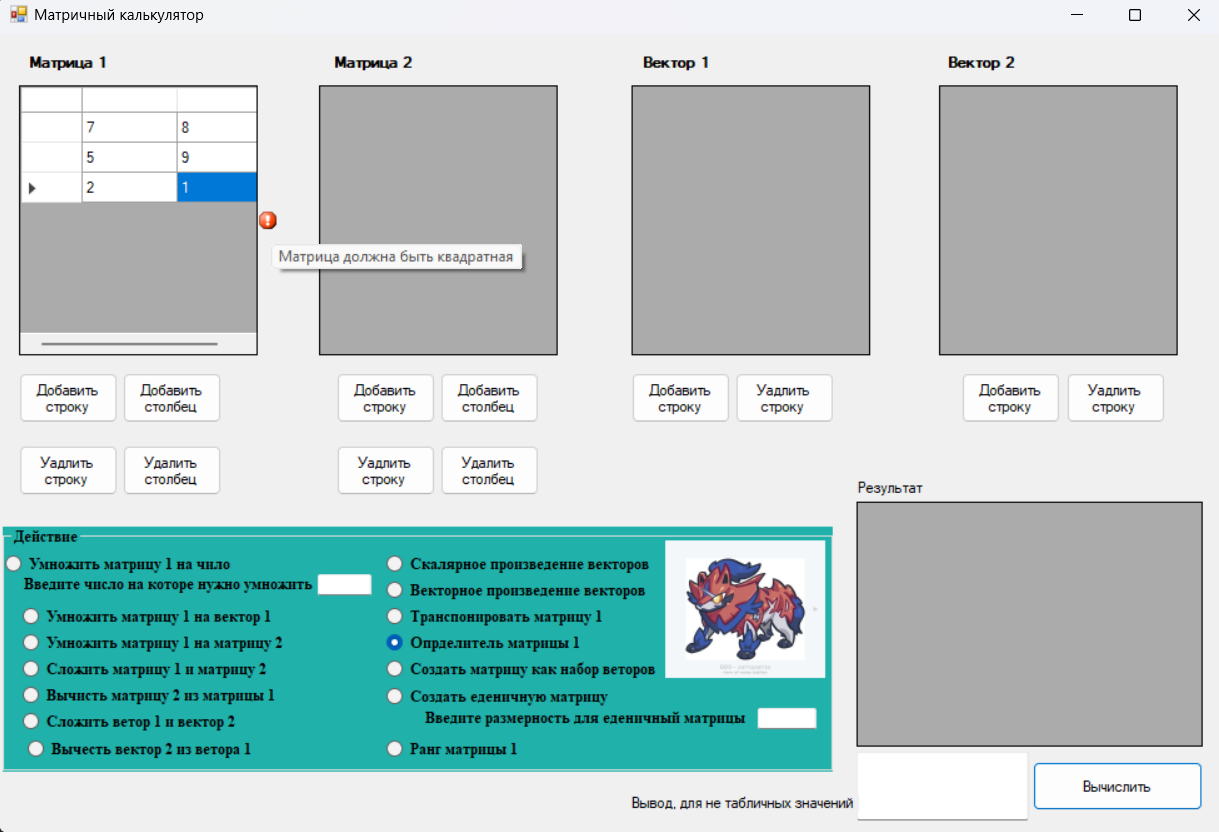 Матричный калькулятор
Матрица 1
Матрица 2
Вектор 1
Вектор 2
7 8
5 9
2 1
Матрица должна быть квадратная
Добавить строку
Добавить столбец
Добавить строку
Добавить столбец
Добавить строку
Уадлить строку
Добавить строку
Уадлить строку
Уадлить строку
Удалить столбец
Уадлить строку
Удалить столбец
Результат
Действие
Умножить матрицу 1 на чило
Введите число на которе нужно умножить
Умножить матрицу 1 на вектор 1
Умножить матрицу 1 на матрицу 2
Сложить матрицу 1 и матрицу 2
Вычисть матрицу 2 из матрицы 1
Сложить ветор 1 и вектор 2
Вычесть вектор 2 из ветора 1
Скалярное произведение векторов
Векторное произведение векторов
Транспонировать матрицу 1
Опрделитель матрицы 1
Создать матрицу как набор веторов
Создать еденичную матрицу
Введите размерность для еденичный матрицы
Ранг матрицы 1
Вывод, для не табличных значений
Вычислить